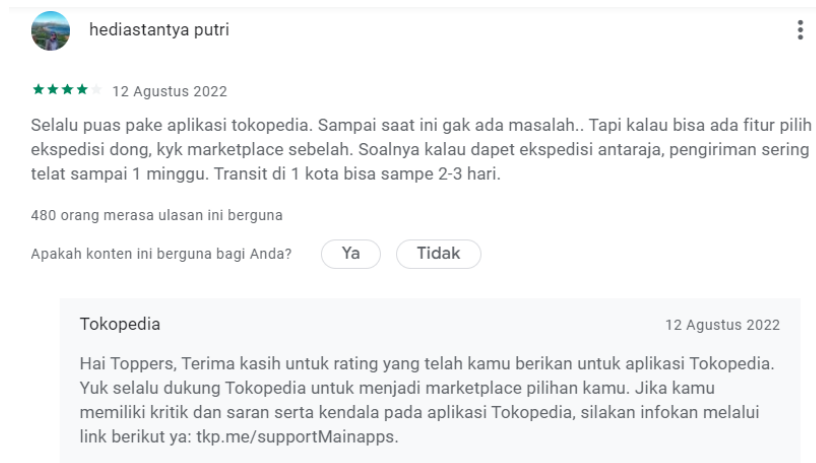 hediastantya putri
12 Agustus 2022
Selalu puas pake aplikasi tokopedia. Sampai saat ini gak ada masalah.. Tapi kalau bisa ada fitur pilih
ekspedisi dong, kyk marketplace sebelah. Soalnya kalau dapet ekspedisi antaraja, pengiriman sering
telat sampai 1 minggu. Transit di 1 kota bisa sampe 2-3 hari.
480 orang merasa ulasan ini berguna
Apakah konten ini berguna bagi Anda? Ya Tidak
Tokopedia 12 Agustus 2022
Hai Toppers, Terima kasih untuk rating yang telah kamu berikan untuk aplikasi Tokopedia.
Yuk selalu dukung Tokopedia untuk menjadi marketplace pilihan kamu. Jika kamu
memiliki kritik dan saran serta kendala pada aplikasi Tokopedia, silakan infokan melalui
link berikut ya: tkp.me/supportMainapps.